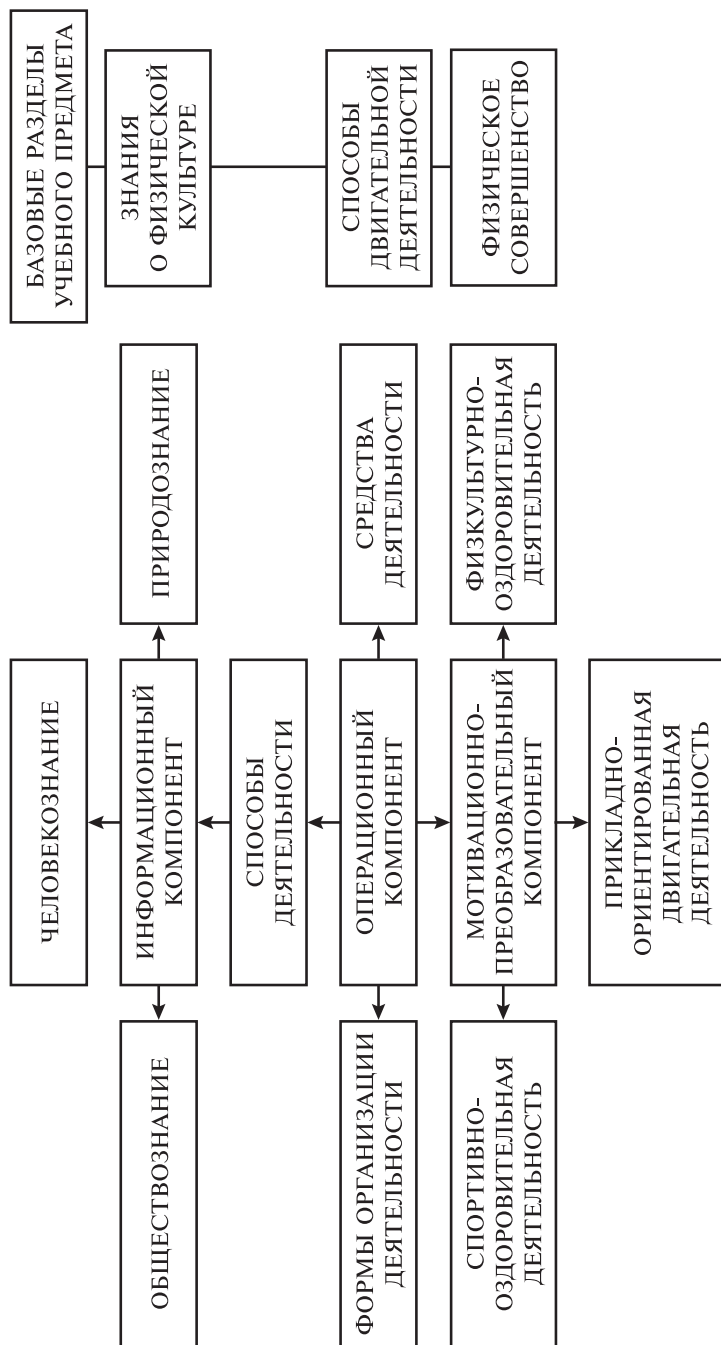 БАЗОВЫЕ РАЗДЕЛЫ
УЧЕБНОГО ПРЕДМЕТА
ЗНАНИЯ
О ФИЗИЧЕСКОЙ
КУЛЬТУРЕ
СПОСОБЫ
ДВИГАТЕЛЬНОЙ
ДЕЯТЕЛЬНОСТИ
ФИЗИЧЕСКОЕ
СОВЕРШЕНСТВО
ПРИРОДОЗНАНИЕ
СРЕДСТВА
ДЕЯТЕЛЬНОСТИ
ФИЗКУЛЬТУРНО-
ОЗДОРОВИТЕЛЬНАЯ
ДЕЯТЕЛЬНОСТЬ
ЧЕЛОВЕКОЗНАНИЕ
ИНФОРМАЦИОННЫЙ
КОМПОНЕНТ
СПОСОБЫ
ДЕЯТЕЛЬНОСТИ
ОПЕРАЦИОННЫЙ
КОМПОНЕНТ
МОТИВАЦИОННО-
ПРЕОБРАЗОВАТЕЛЬНЫЙ
КОМПОНЕНТ
ПРИКЛАДНО-
ОРИЕНТИРОВАННАЯ
ДВИГАТЕЛЬНАЯ
ДЕЯТЕЛЬНОСТЬ
ОБЩЕСТВОЗНАНИЕ
ФОРМЫ ОРГАНИЗАЦИИ
ДЕЯТЕЛЬНОСТИ
СПОРТИВНО-
ОЗДОРОВИТЕЛЬНАЯ
ДЕЯТЕЛЬНОСТЬ